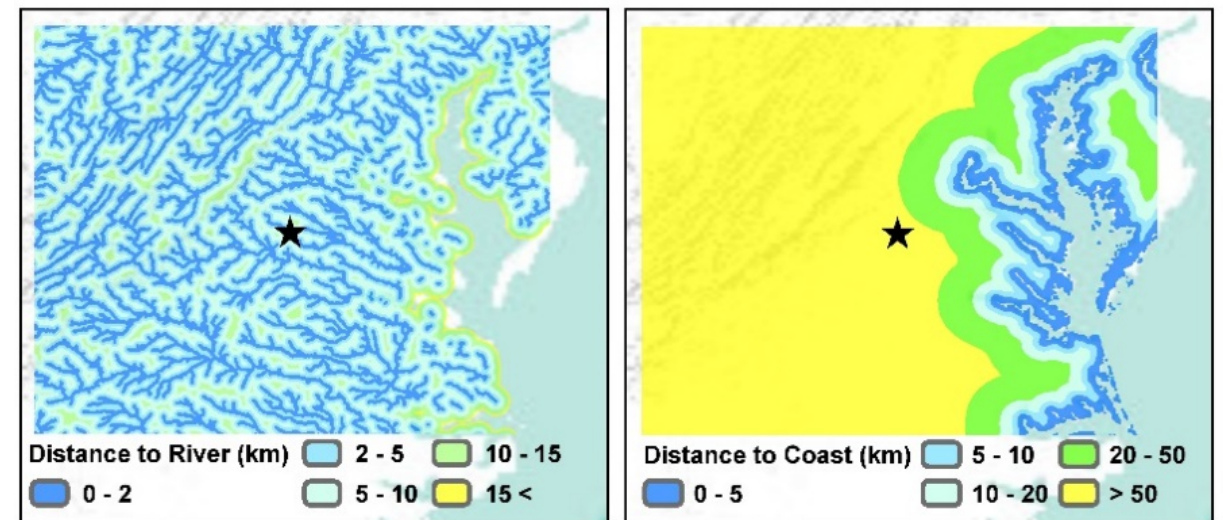 Distance to River (km) 2 - 5 10 - 15
0 - 2 5 - 10 15 <
Distance to Coast (km) 5 - 10 20 - 50
0 - 5 10 - 20 > 50